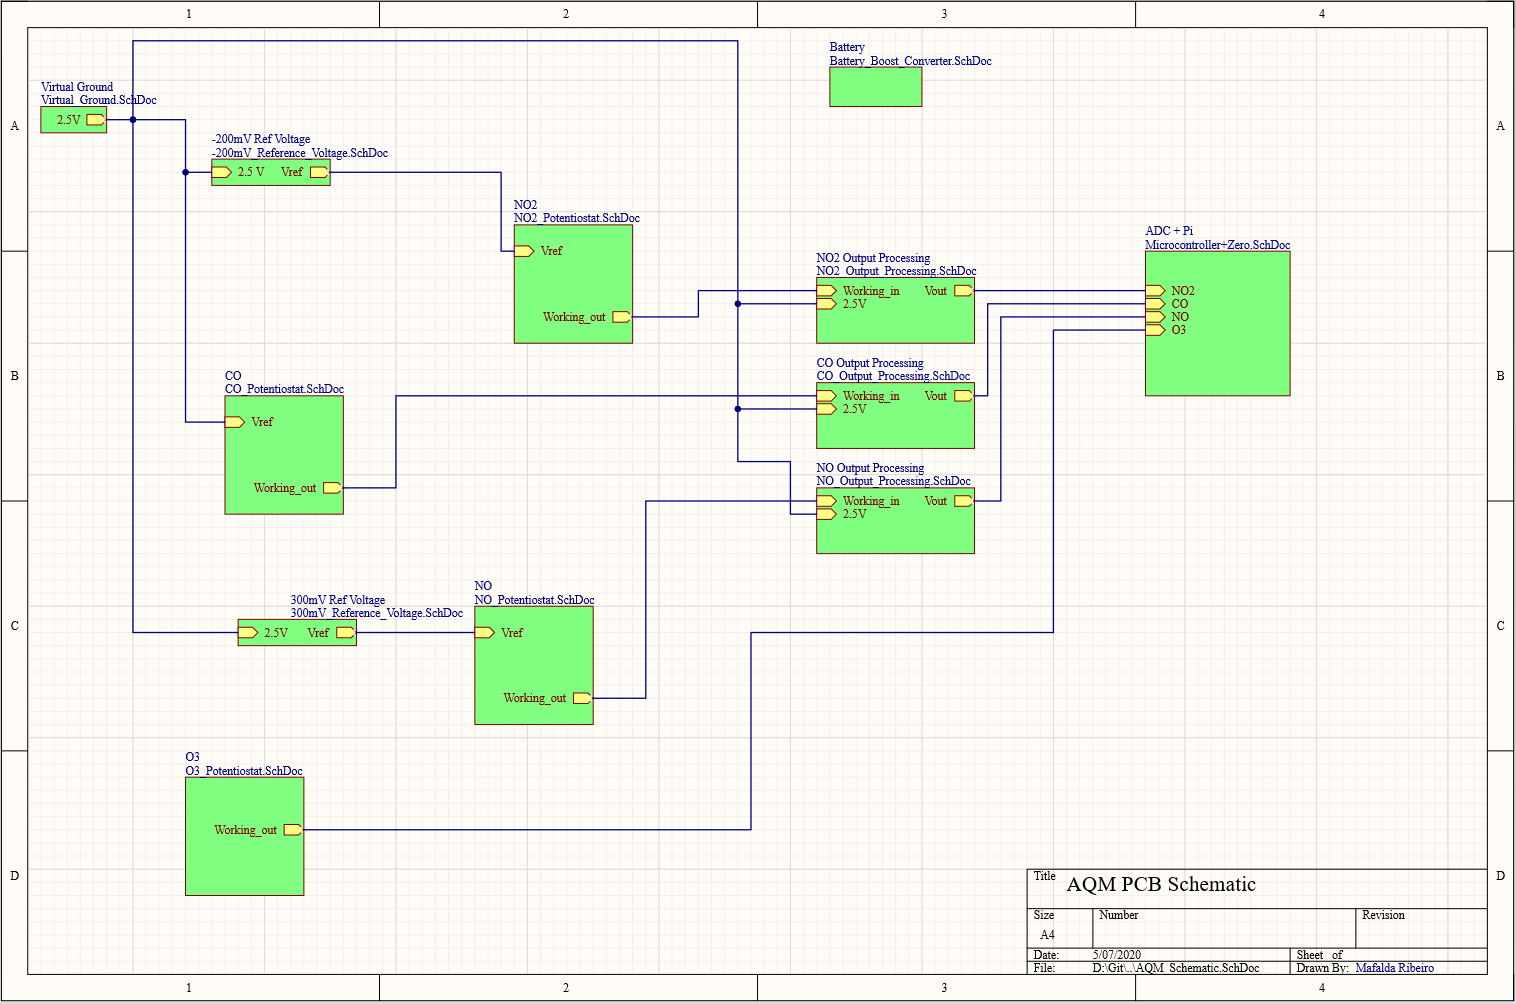 1 2 3 4
A
B
C
D
Virtual Ground
Virtual_Ground.SchDoc
2.5V
-200mV Ref Voltage
-200mV_Reference_Voltage.SchDoc
2.5 V Vref
NO2
NO2_Potentiostat.SchDoc
Vref
Working_out
CO
CO_Potentiostat.SchDoc
Vref
Working_out
300mV Ref Voltage
300mV_Reference_Voltage.SchDoc
2.5V Vref
NO
NO_Potentiostat.SchDoc
Vref
Working_out
O3
O3_Potentiostat.SchDoc
Working_out
Battery
Battery_Boost_Converter.SchDoc
NO2 Output Processing
NO2_Output_Processing.SchDoc
Working_in Vout
2.5V
CO Output Processing
CO_Output_Processing.SchDoc
Working_in Vout
2.5V
NO Output Processing
NO_Output_Processing.SchDoc
Working_in Vout
2.5V
ADC + Pi
Microcontroller+Zero.SchDoc
NO2
CO
NO
O3
A
B
C
D
Title AQM PCB Schematic
Size Number Revision
A4
Date: 5/07/2020 Sheet of
File: D:\Git\..\AQM_Schematic.SchDoc Drawn By: Mafalda Ribeiro
1 2 3 4